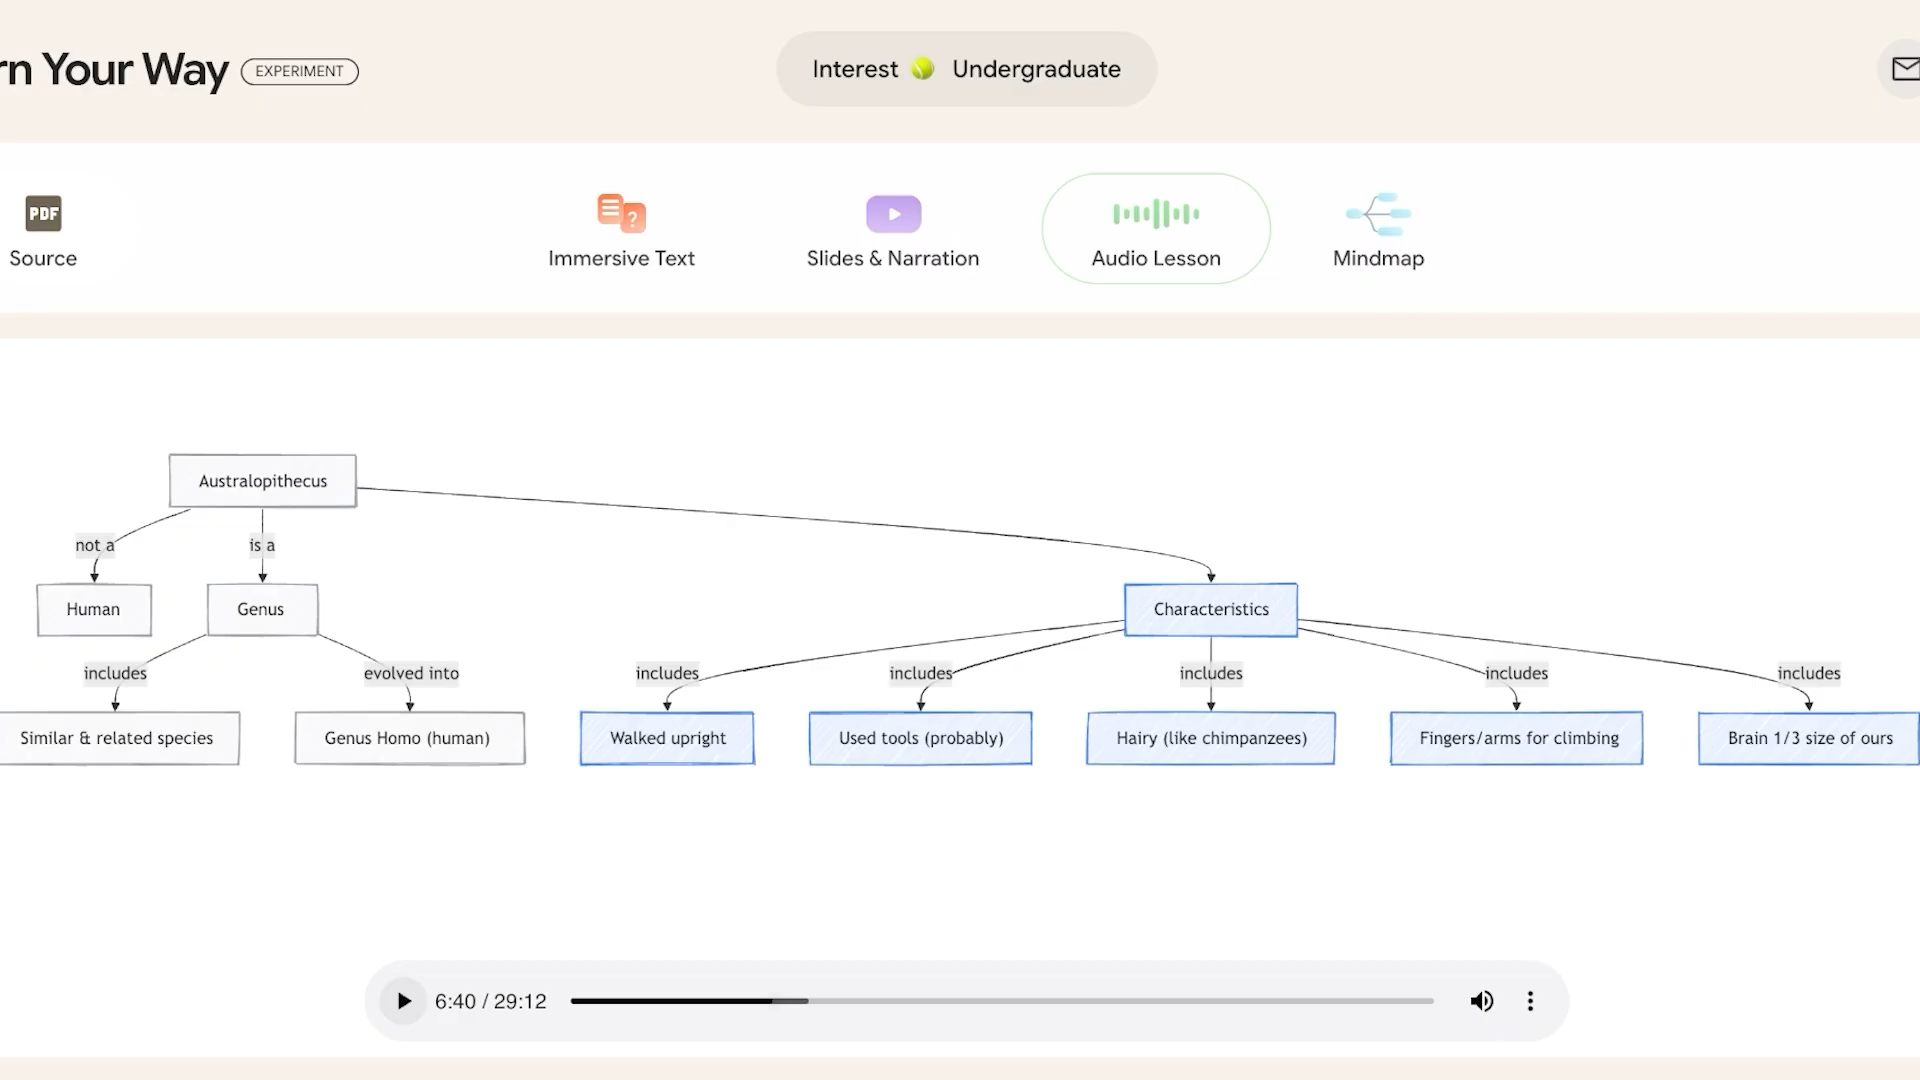 rn Your Way EXPERIMENT
Interest Undergraduate
PDF
Source
?
Immersive Text
Slides & Narration
Audio Lesson
Mindmap
Australopithecus
not a
is a
Human
Genus
Characteristics
includes
evolved into
includes
includes
includes
includes
includes
Similar & related species
Genus Homo (human)
Walked upright
Used tools (probably)
Hairy (like chimpanzees)
Fingers/arms for climbing
Brain 1/3 size of ours
6:40 / 29:12